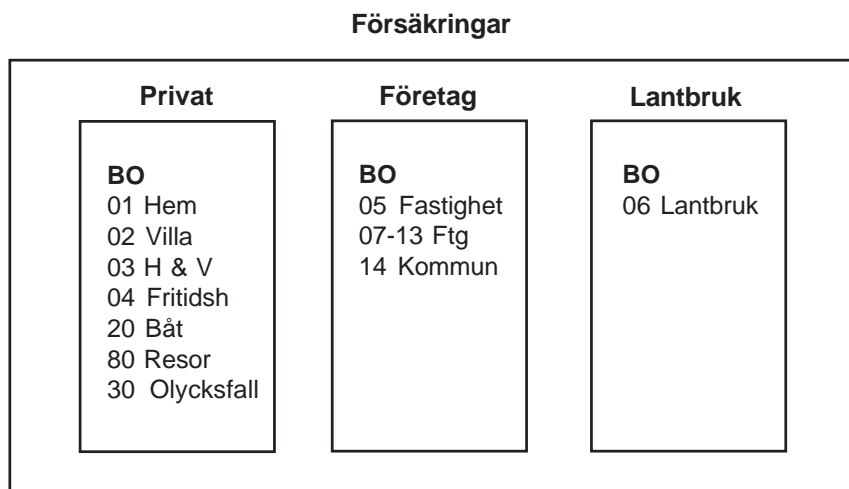 Försäkringar
Privat
BO
01 Hem
02 Villa
03 H & V
04 Fritidsh
20 Båt
80 Resor
30 Olycksfall
Företag
BO
05 Fastighet
07-13 Ftg
14 Kommun
Lantbruk
BO
06 Lantbruk